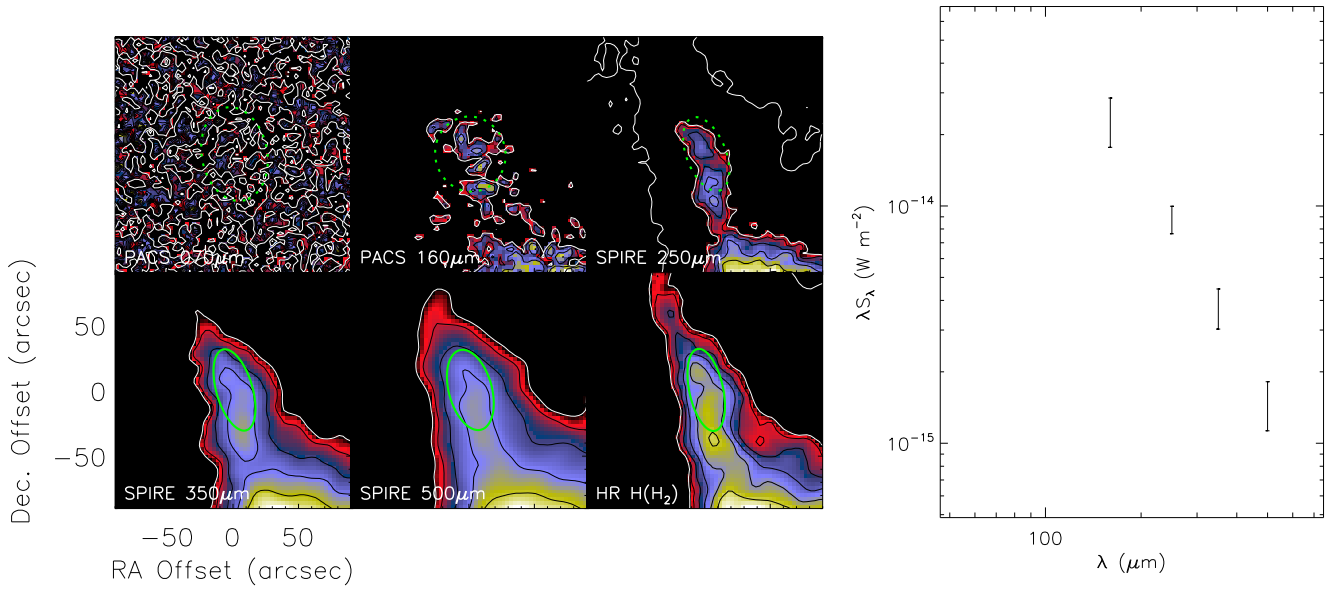 PACS 070μm
PACS 160μm
SPIRE 250μm
SPIRE 350μm
SPIRE 500μm
HR H(H₂)
Dec. Offset (arcsec)
50
0
−50
−50 0 50
RA Offset (arcsec)
λS_λ (W m⁻²)
10⁻¹⁴
10⁻¹⁵
100
λ (μm)